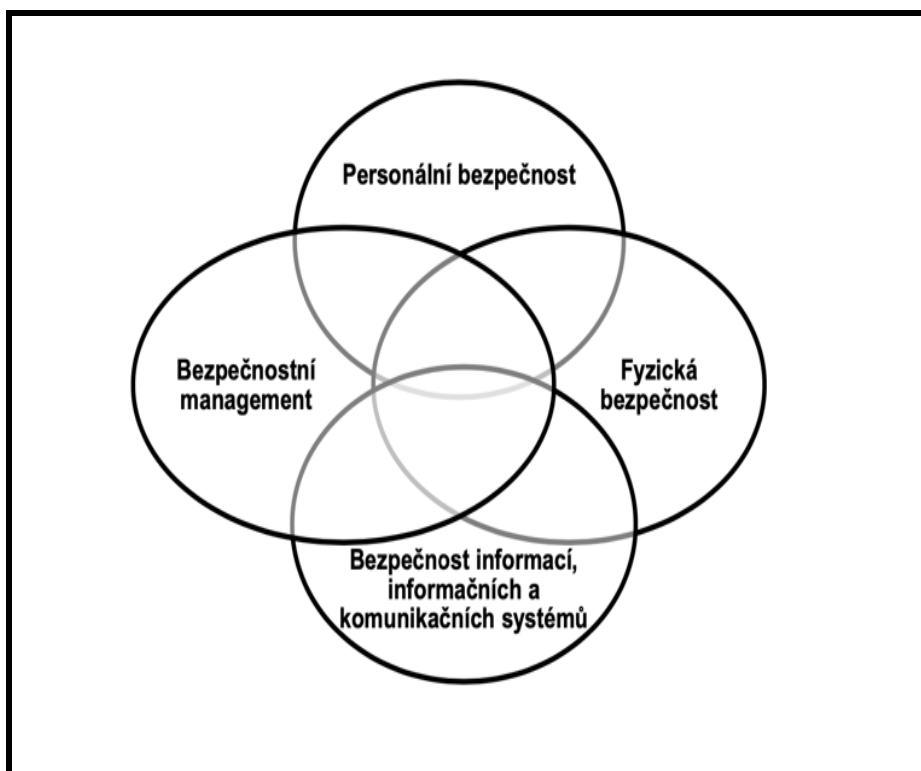 Personální bezpečnost
Bezpečnostní
management
Fyzická
bezpečnost
Bezpečnost informací,
informačních a
komunikačních systémů